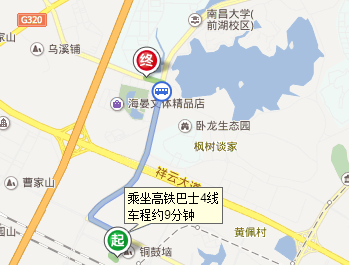 南昌大学(
前湖校区)
G320
乌溪铺
终
海晏文体精品店
卧龙生态园
枫树谈家
曹家山
祥云大道
乘坐高铁巴士4线
车程约9分钟
黄佩村
起
铜鼓塘